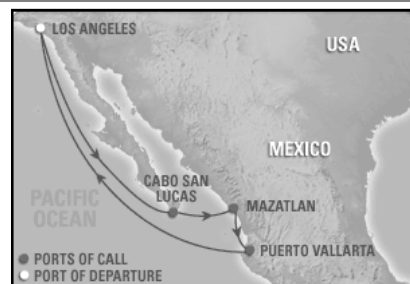 LOS ANGELES
USA
MEXICO
CABO SAN
LUCAS
MAZATLAN
PACIFIC
OCEAN
PUERTO VALLARTA
PORTS OF CALL
PORT OF DEPARTURE